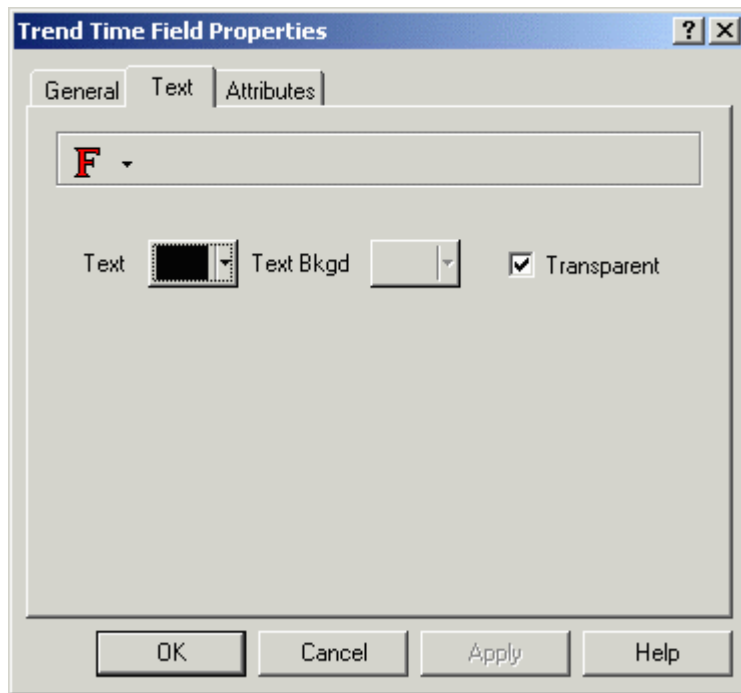 Trend Time Field Properties
General Text Attributes
F
Text Text Bkgd Transparent
OK Cancel Apply Help